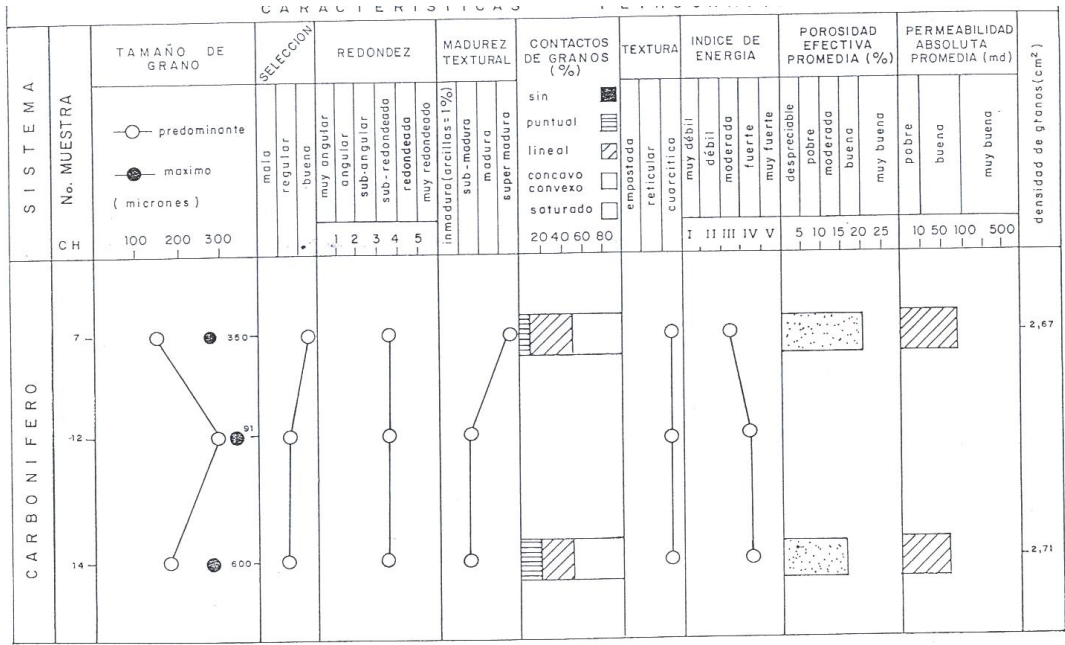 CARACTERISTICAS
SISTEMA
No. MUESTRA
CH
TAMAÑO DE
GRANO
predominante
maximo
( micrones )
100 200 300
SELECCION
mala
regular
buena
REDONDEZ
muy angular
angular
sub-angular
sub-redondeada
redondeada
muy redondeado
1 2 3 4 5
MADUREZ
TEXTURAL
inmadura (arcillas = 1%)
sub-madura
madura
super madura
CONTACTOS
DE GRANOS
(%)
sin
puntual
lineal
concavo
convexo
saturado
20 40 60 80
TEXTURA
empastada
reticular
cuarcitica
INDICE DE
ENERGIA
muy débil
débil
moderada
fuerte
muy fuerte
I II III IV V
POROSIDAD
EFECTIVA
PROMEDIA (%)
despreciable
pobre
moderada
buena
muy buena
5 10 15 20 25
PERMEABILIDAD
ABSOLUTA
PROMEDIA (md)
pobre
buena
muy buena
10 50 100 500
densidad de granos (cm²)
CARBONIFERO
7 350 2,67
12 91
14 600 2,71